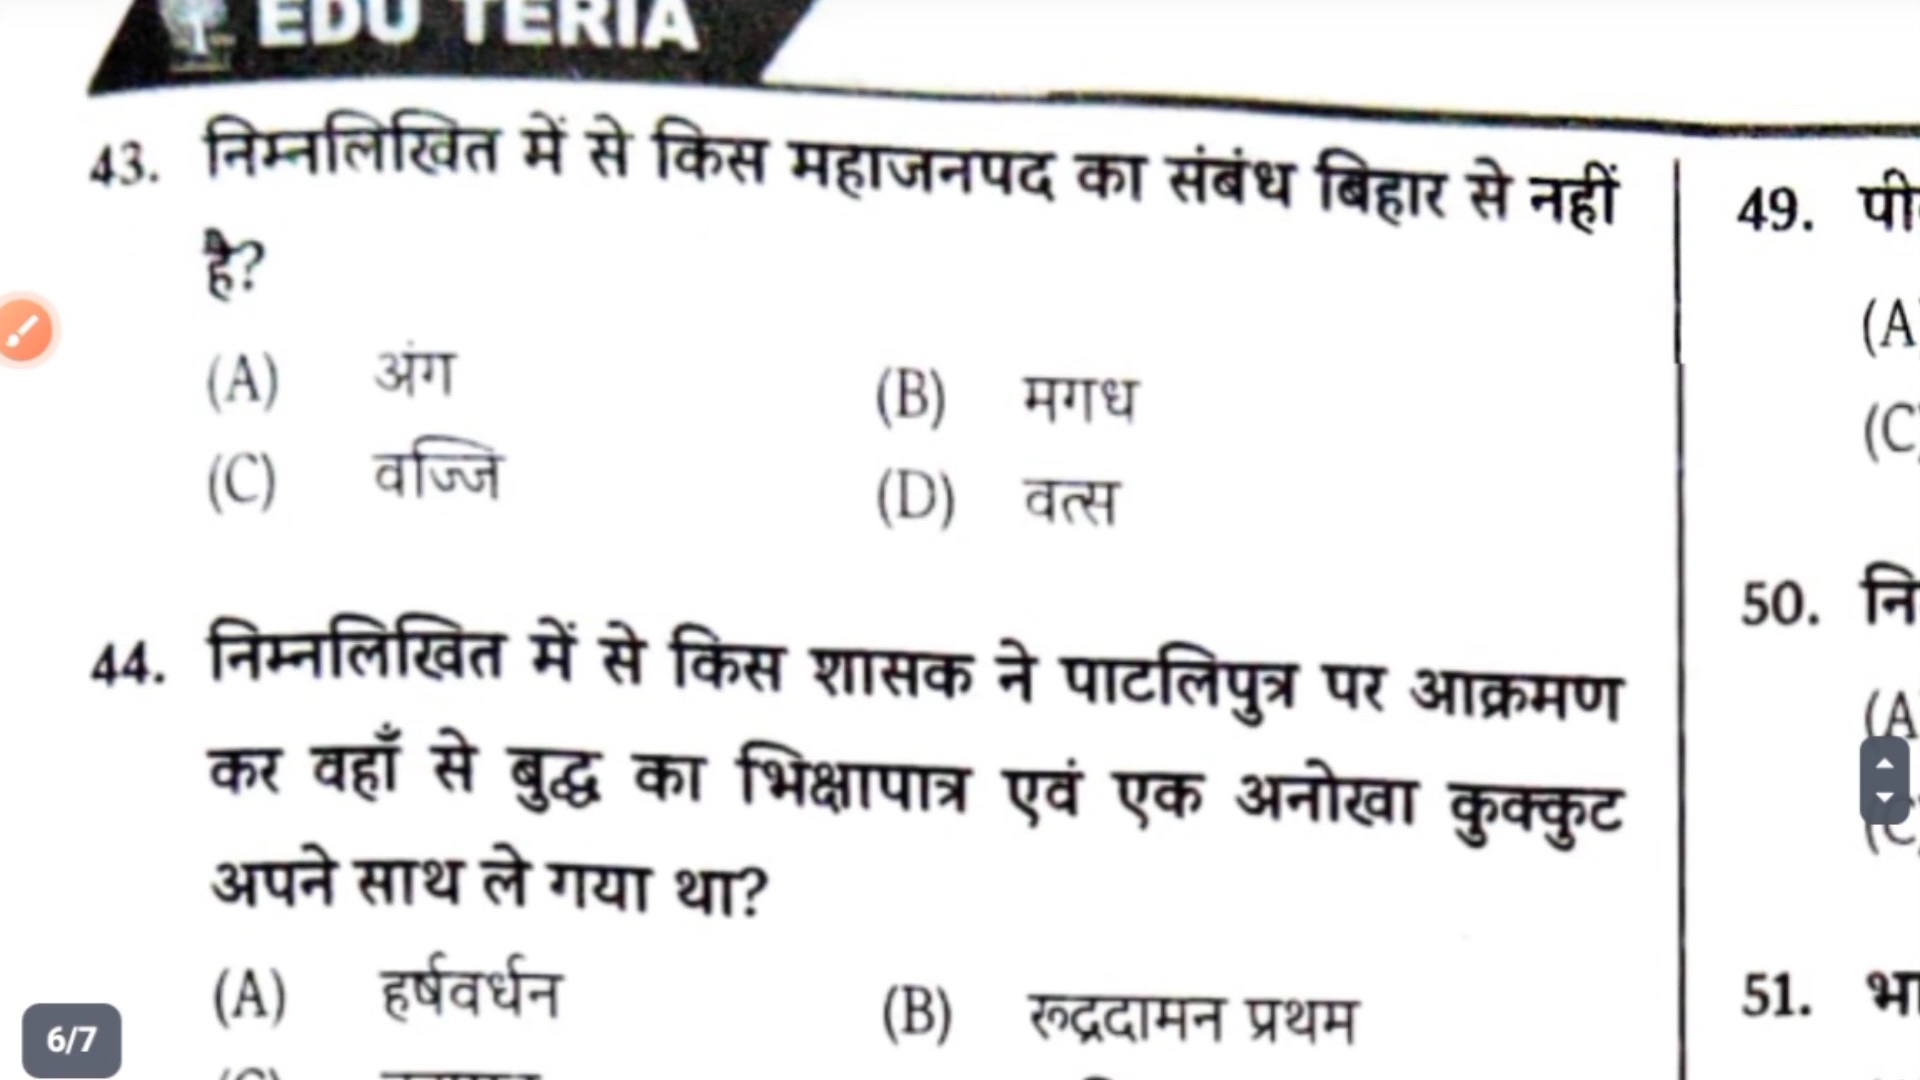 EDU TERIA
43. निम्नलिखित में से किस महाजनपद का संबंध बिहार से नहीं
है?
(A) अंग
(B) मगध
(C) वज्जि
(D) वत्स
44. निम्नलिखित में से किस शासक ने पाटलिपुत्र पर आक्रमण
कर वहाँ से बुद्ध का भिक्षापात्र एवं एक अनोखा कुक्कुट
अपने साथ ले गया था?
(A) हर्षवर्धन
(B) रूद्रदामन प्रथम
49.
(A)
(C)
50.
(A
51.
6/7